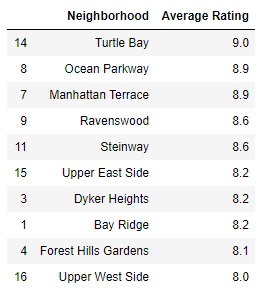 Neighborhood Average Rating
14 Turtle Bay 9.0
8 Ocean Parkway 8.9
7 Manhattan Terrace 8.9
9 Ravenswood 8.6
11 Steinway 8.6
15 Upper East Side 8.2
3 Dyker Heights 8.2
1 Bay Ridge 8.2
4 Forest Hills Gardens 8.1
16 Upper West Side 8.0